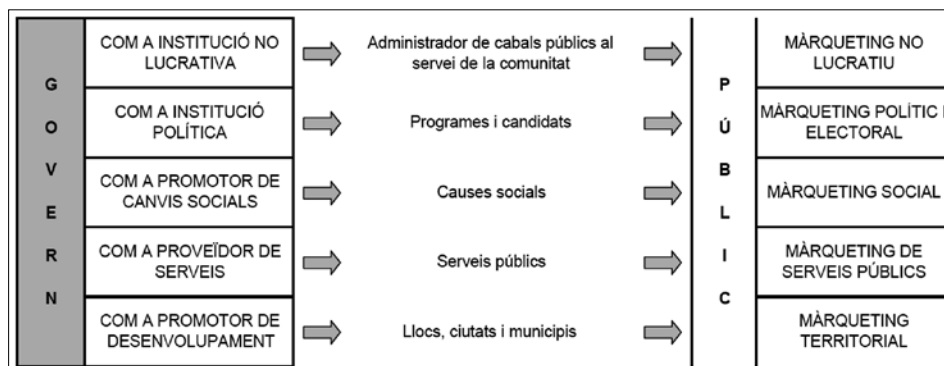 GOVERN
COM A INSTITUCIÓ NO
LUCRATIVA
Administrador de cabals públics al
servei de la comunitat
MÀRQUETING NO
LUCRATIU
COM A INSTITUCIÓ
POLÍTICA
Programes i candidats
MÀRQUETING POLÍTIC I
ELECTORAL
COM A PROMOTOR DE
CANVIS SOCIALS
Causes socials
MÀRQUETING SOCIAL
COM A PROVEÏDOR DE
SERVEIS
Serveis públics
MÀRQUETING DE
SERVEIS PÚBLICS
COM A PROMOTOR DE
DESENVOLUPAMENT
Llocs, ciutats i municipis
MÀRQUETING
TERRITORIAL
PÚBLIC